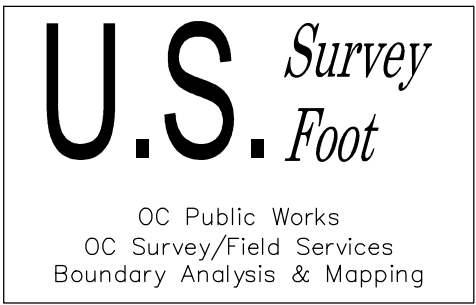 U.S. Survey
Foot
OC Public Works
OC Survey/Field Services
Boundary Analysis & Mapping